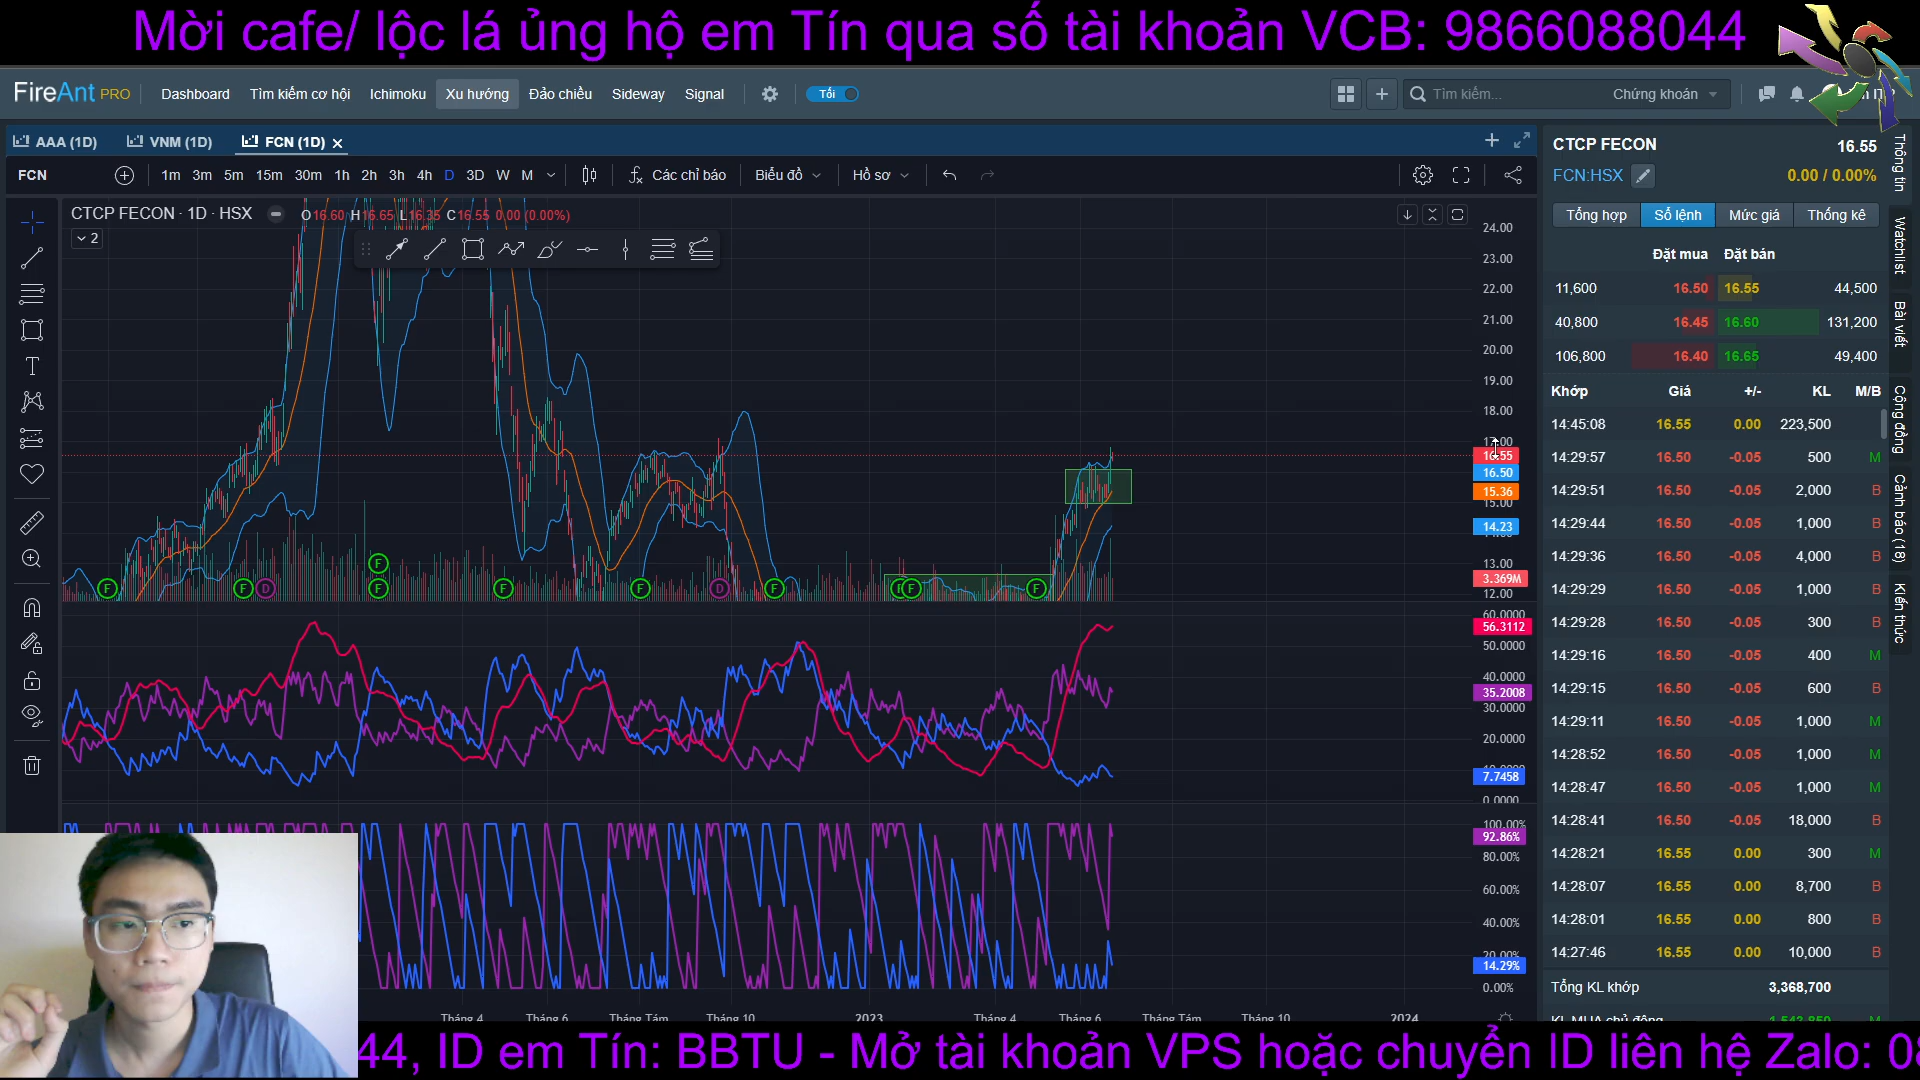 Mời cafe/ lộc lá ủng hộ em Tín qua số tài khoản VCB: 9866088044
FireAnt PRO Dashboard Tìm kiếm cơ hội Ichimoku Xu hướng Đảo chiều Sideway Signal Tối Tìm kiếm... Chứng khoán
AAA (1D) VNM (1D) FCN (1D)
FCN 1m 3m 5m 15m 30m 1h 2h 3h 4h D 3D W M Các chỉ báo Biểu đồ Hồ sơ
CTCP FECON · 1D · HSX O16.60 H16.65 L16.35 C16.55 0.00 (0.00%)
2
24.00
23.00
22.00
21.00
20.00
19.00
18.00
17.00
16.55
16.50
15.36
15.00
14.23
13.00
3.369M
12.00
F F D F F F F D F F F
60.0000
56.3112
50.0000
40.0000
35.2008
30.0000
20.0000
7.7458
0.0000
100.00%
92.86%
80.00%
60.00%
40.00%
20.00%
14.29%
0.00%
Tháng 4 Tháng 6 Tháng Tám Tháng 10 2023 Tháng 4 Tháng 6 Tháng Tám Tháng 10 2024
CTCP FECON 16.55
FCN:HSX 0.00 / 0.00%
Tổng hợp Sổ lệnh Mức giá Thống kê
Đặt mua Đặt bán
11,600 16.50 16.55 44,500
40,800 16.45 16.60 131,200
106,800 16.40 16.65 49,400
Khớp Giá +/- KL M/B
14:45:08 16.55 0.00 223,500
14:29:57 16.50 -0.05 500 M
14:29:51 16.50 -0.05 2,000 B
14:29:44 16.50 -0.05 1,000 B
14:29:36 16.50 -0.05 4,000 B
14:29:29 16.50 -0.05 1,000 B
14:29:28 16.50 -0.05 300 B
14:29:16 16.50 -0.05 400 M
14:29:15 16.50 -0.05 600 B
14:29:11 16.50 -0.05 1,000 M
14:28:52 16.50 -0.05 1,000 M
14:28:47 16.50 -0.05 1,000 M
14:28:41 16.50 -0.05 18,000 B
14:28:21 16.55 0.00 300 M
14:28:07 16.55 0.00 8,700 B
14:28:01 16.55 0.00 800 B
14:27:46 16.55 0.00 10,000 B
Tổng KL khớp 3,368,700
KL MUA chủ động 1,543,850 M
Thông tin
Watchlist
Bài viết
Cộng đồng
Cảnh báo (18)
Kiến thức
44, ID em Tín: BBTU - Mở tài khoản VPS hoặc chuyển ID liên hệ Zalo: 08